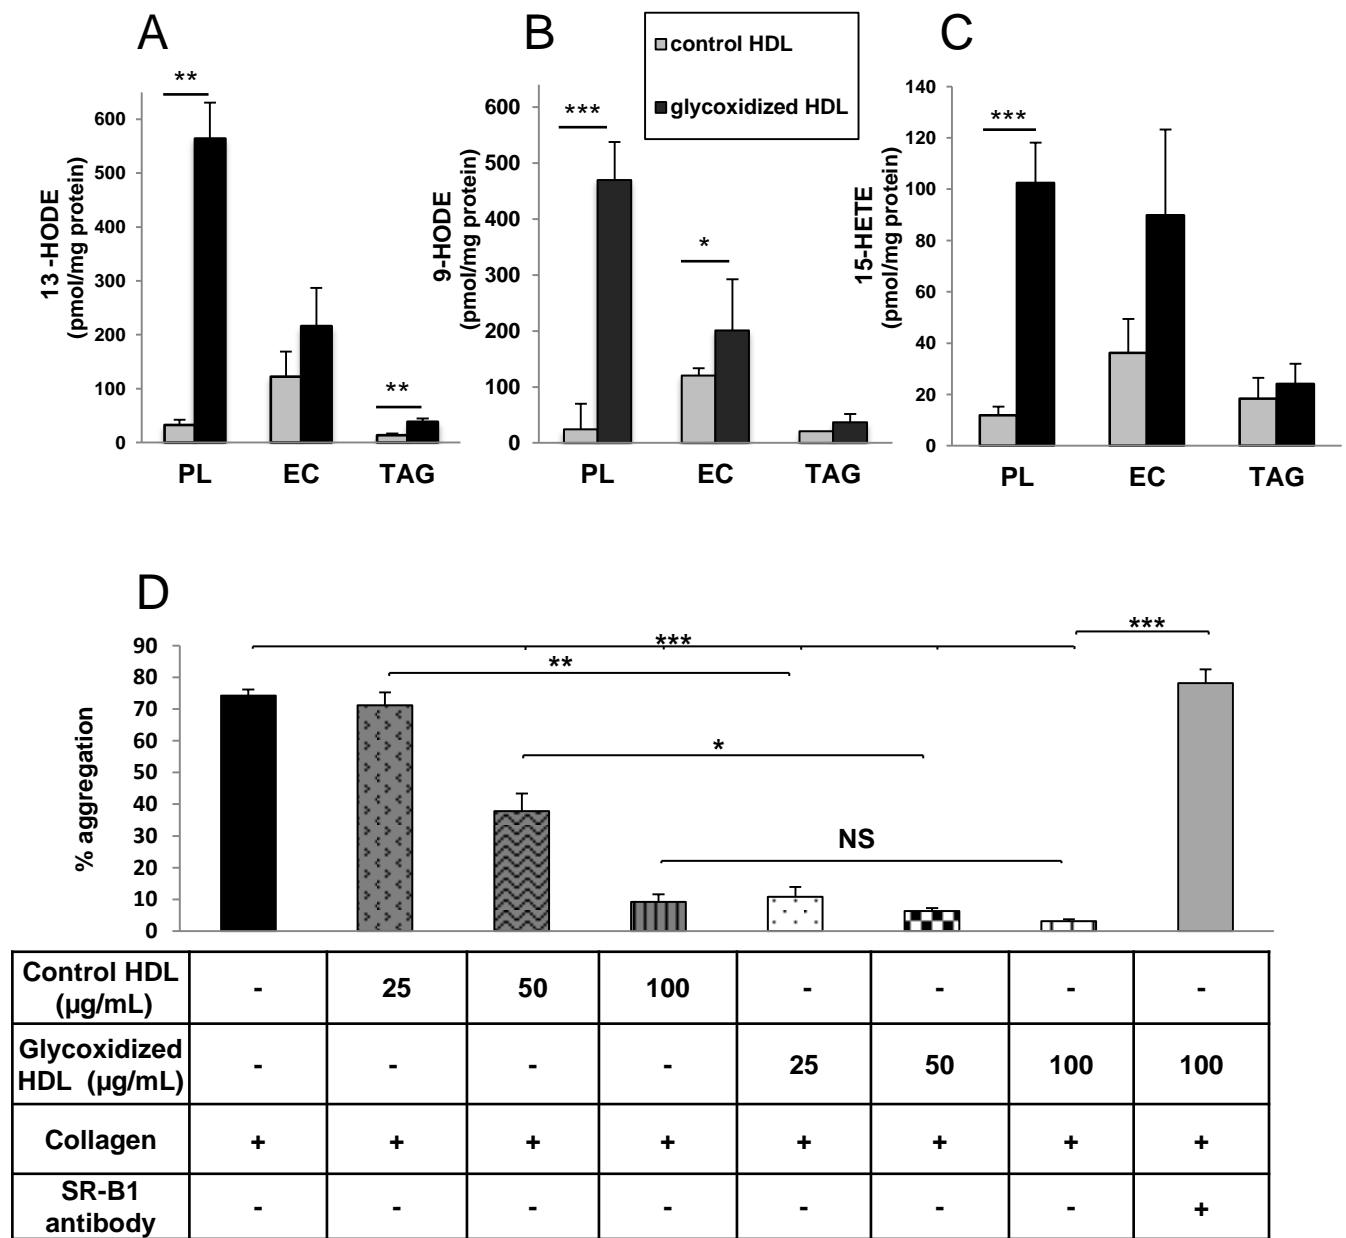 A
B
C
control HDL
glycoxidized HDL
13 -HODE
(pmol/mg protein)
600
500
400
300
200
100
0
**
**
PL EC TAG
9-HODE
(pmol/mg protein)
600
500
400
300
200
100
0
***
*
PL EC TAG
15-HETE
(pmol/mg protein)
140
120
100
80
60
40
20
0
***
PL EC TAG
D
% aggregation
90
80
70
60
50
40
30
20
10
0
***
***
**
*
NS
Control HDL
(µg/mL)
- 25 50 100 - - - -
Glycoxidized
HDL (µg/mL)
- - - - 25 50 100 100
Collagen + + + + + + + +
SR-B1
antibody
- - - - - - - +